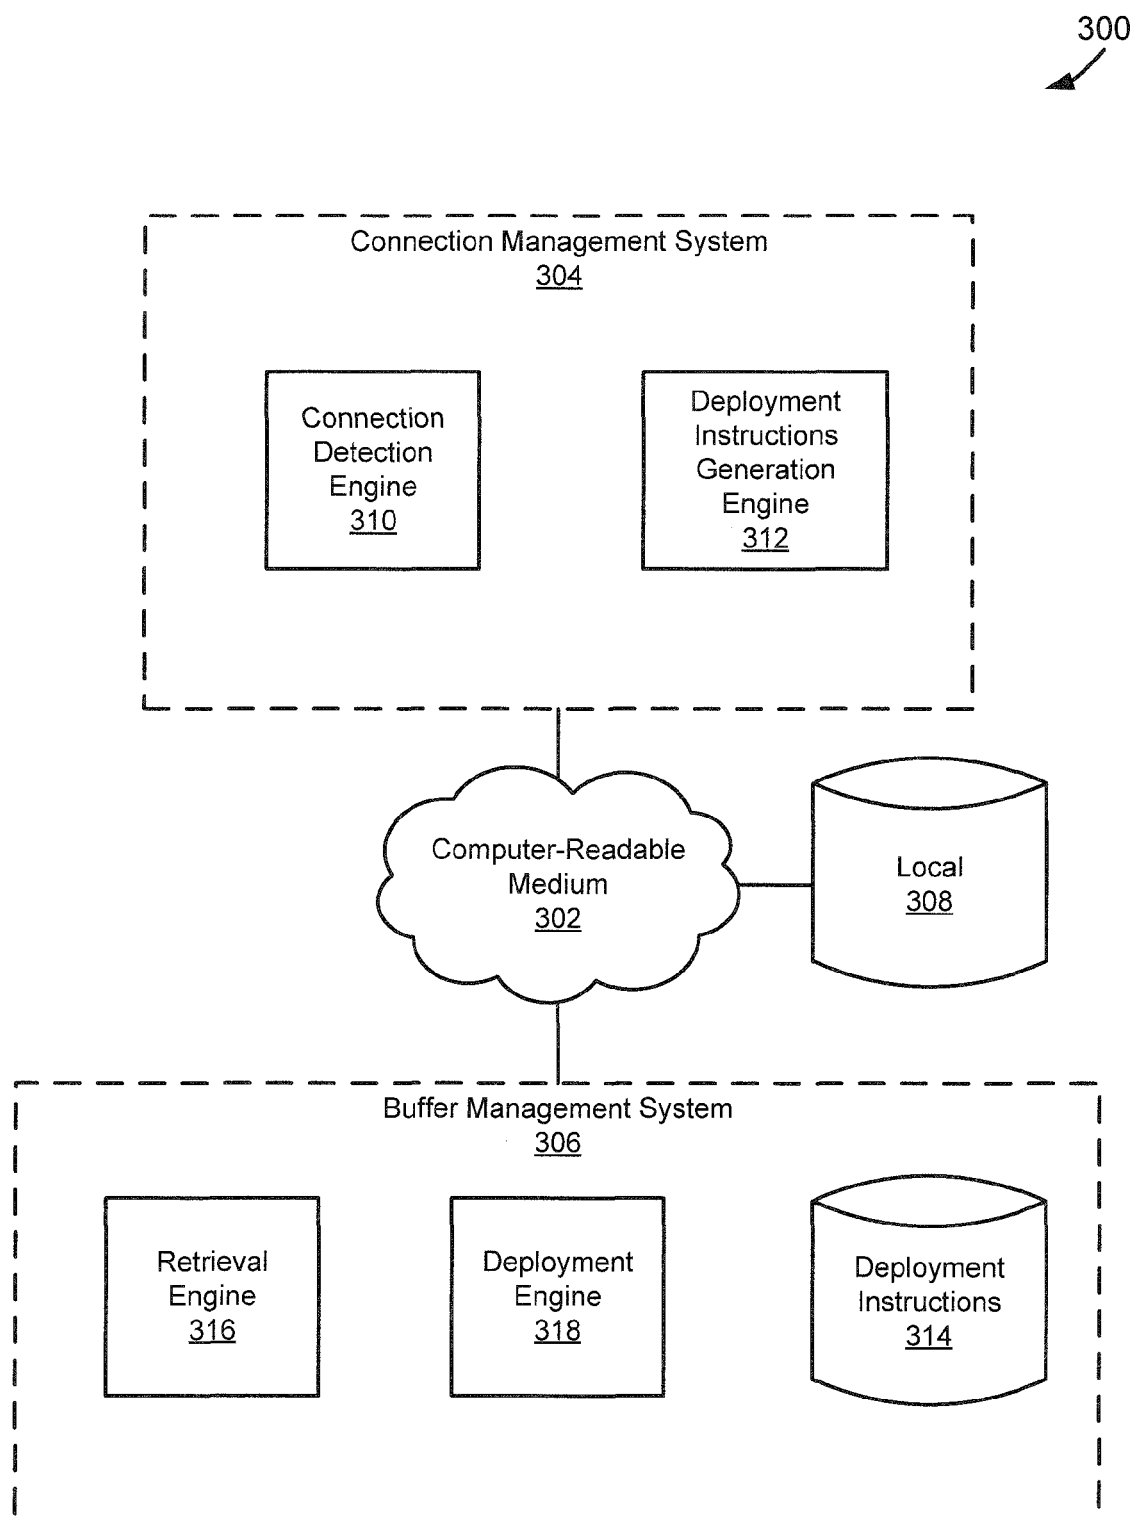 300
Connection Management System
304
Connection
Detection
Engine
310
Deployment
Instructions
Generation
Engine
312
Computer-Readable
Medium
302
Local
308
Buffer Management System
306
Retrieval
Engine
316
Deployment
Engine
318
Deployment
Instructions
314